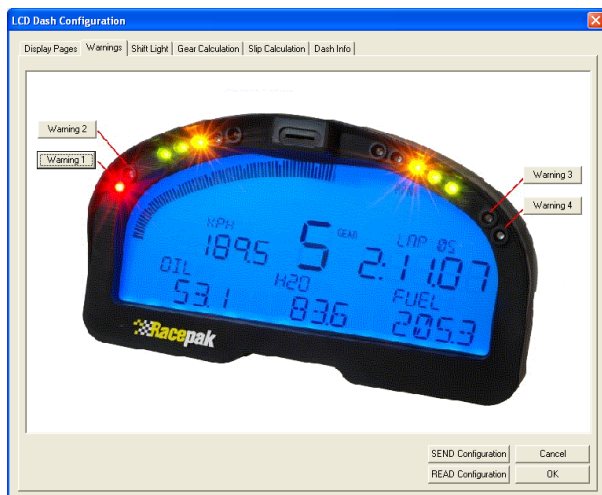 LCD Dash Configuration
Display Pages Warnings Shift Light Gear Calculation Slip Calculation Dash Info
Warning 2
Warning 1
Warning 3
Warning 4
KPH
189.5
5
GEAR
LAP 05
2:11.07
OIL
53.1
H2O
83.6
FUEL
205.3
Racepak
SEND Configuration Cancel
READ Configuration OK